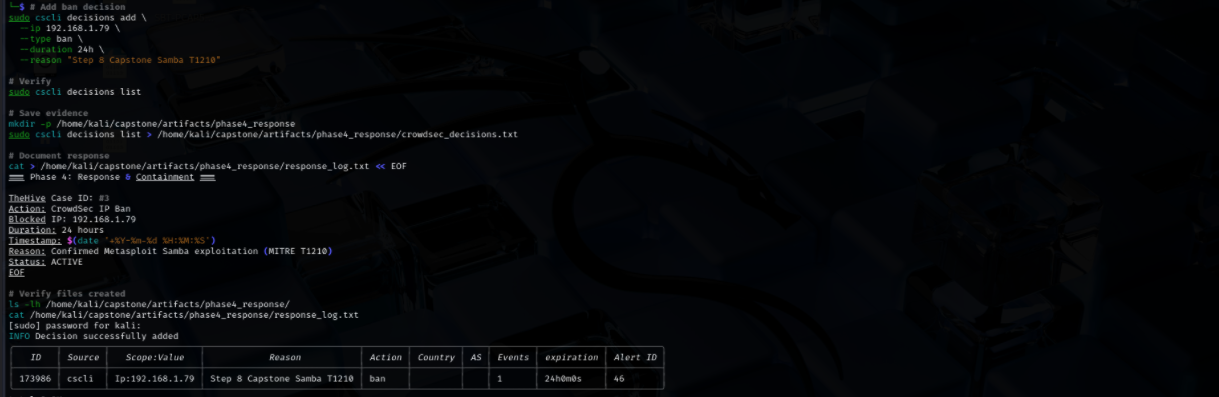 └─$ # Add ban decision
sudo cscli decisions add \
  --ip 192.168.1.79 \
  --type ban \
  --duration 24h \
  --reason "Step 8 Capstone Samba T1210"

# Verify
sudo cscli decisions list

# Save evidence
mkdir -p /home/kali/capstone/artifacts/phase4_response
sudo cscli decisions list > /home/kali/capstone/artifacts/phase4_response/crowdsec_decisions.txt

# Document response
cat > /home/kali/capstone/artifacts/phase4_response/response_log.txt << EOF
=== Phase 4: Response & Containment ===

TheHive Case ID: #3
Action: CrowdSec IP Ban
Blocked IP: 192.168.1.79
Duration: 24 hours
Timestamp: $(date '+%Y-%m-%d %H:%M:%S')
Reason: Confirmed Metasploit Samba exploitation (MITRE T1210)
Status: ACTIVE
EOF

# Verify files created
ls -lh /home/kali/capstone/artifacts/phase4_response/
cat /home/kali/capstone/artifacts/phase4_response/response_log.txt
[sudo] password for kali:
INFO Decision successfully added
ID Source Scope:Value Reason Action Country AS Events expiration Alert ID
173986 cscli Ip:192.168.1.79 Step 8 Capstone Samba T1210 ban 1 24h0m0s 46